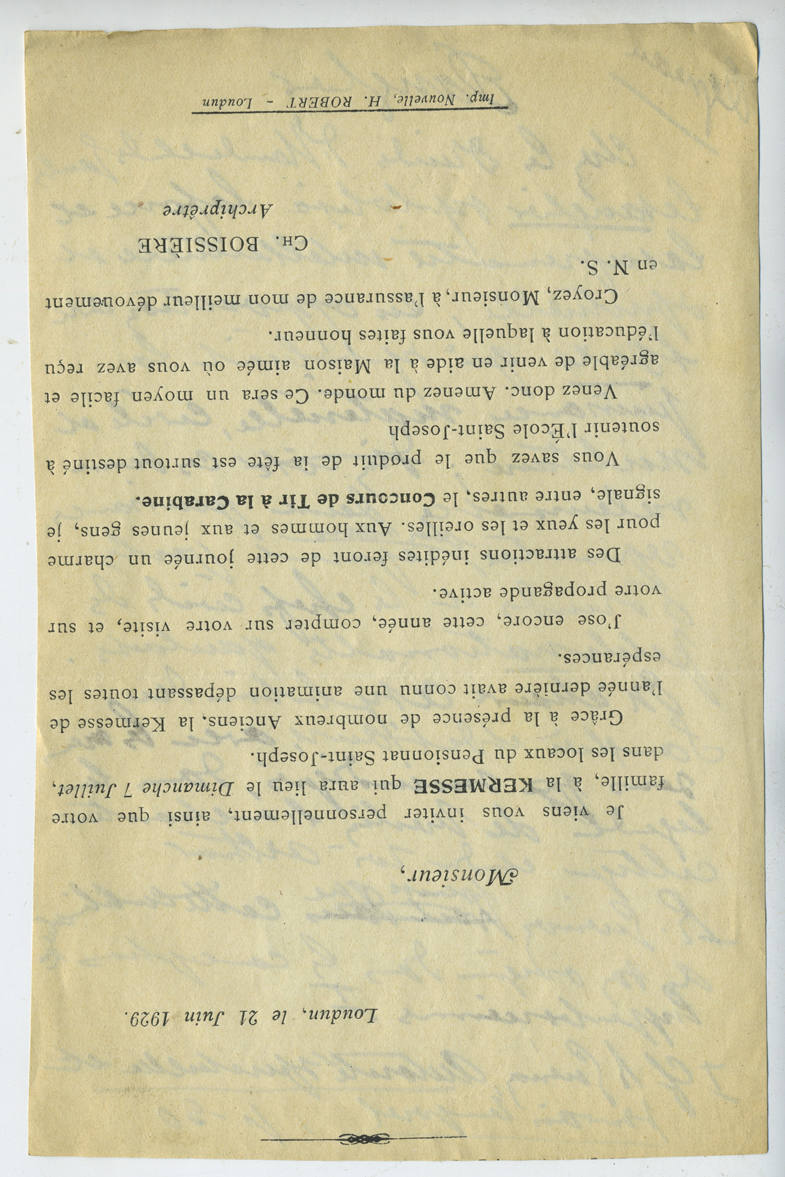 Loudun, le 21 Juin 1929.
Monsieur,
Je viens vous inviter personnellement, ainsi que votre
famille, à la KERMESSE qui aura lieu le Dimanche 7 Juillet,
dans les locaux du Pensionnat Saint-Joseph.
Grâce à la présence de nombreux Anciens, la Kermesse de
l'année dernière avait connu une animation dépassant toutes les
espérances.
J'ose encore, cette année, compter sur votre visite, et sur
votre propagande active.
Des attractions inédites feront de cette journée un charme
pour les yeux et les oreilles. Aux hommes et aux jeunes gens, je
signale, entre autres, le Concours de Tir à la Carabine.
Vous savez que le produit de la fête est surtout destiné à
soutenir l'École Saint-Joseph
Venez donc. Amenez du monde. Ce sera un moyen facile et
agréable de venir en aide à la Maison aimée où vous avez reçu
l'éducation à laquelle vous faites honneur.
Croyez, Monsieur, à l'assurance de mon meilleur dévouement
en N. S.
CH. BOISSIÈRE
Archiprêtre
Imp. Nouvelle, H. ROBERT - Loudun